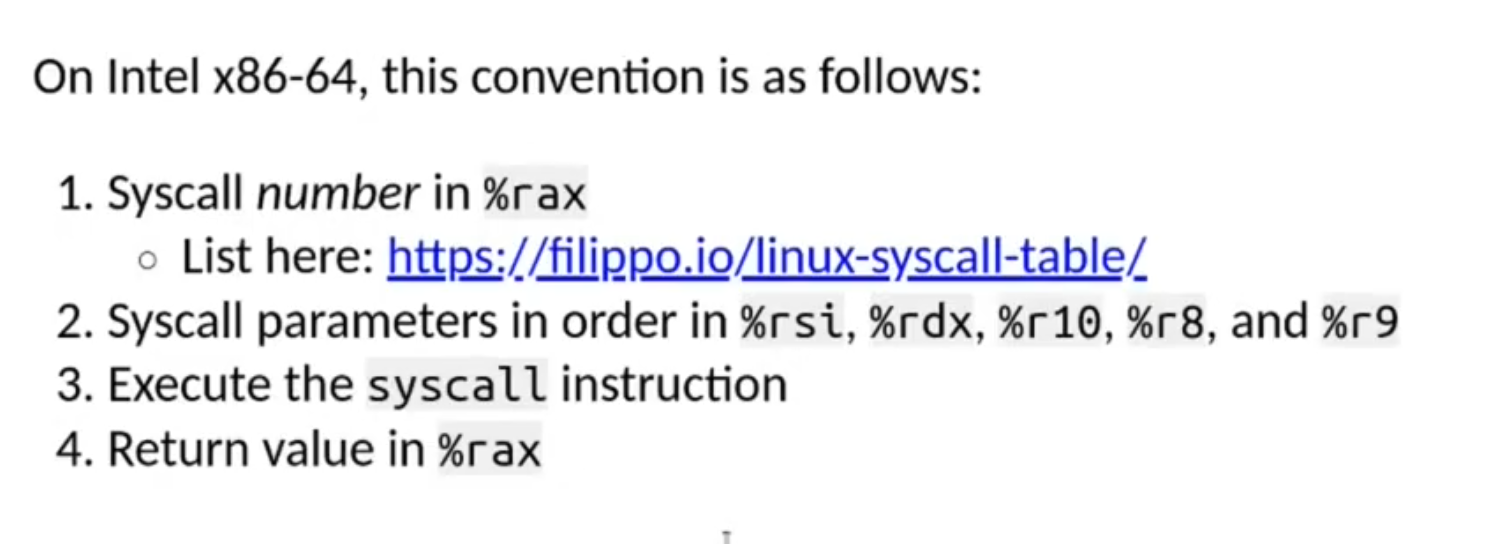 On Intel x86-64, this convention is as follows:
1. Syscall number in %rax
○ List here: https://filippo.io/linux-syscall-table/
2. Syscall parameters in order in %rsi, %rdx, %r10, %r8, and %r9
3. Execute the syscall instruction
4. Return value in %rax